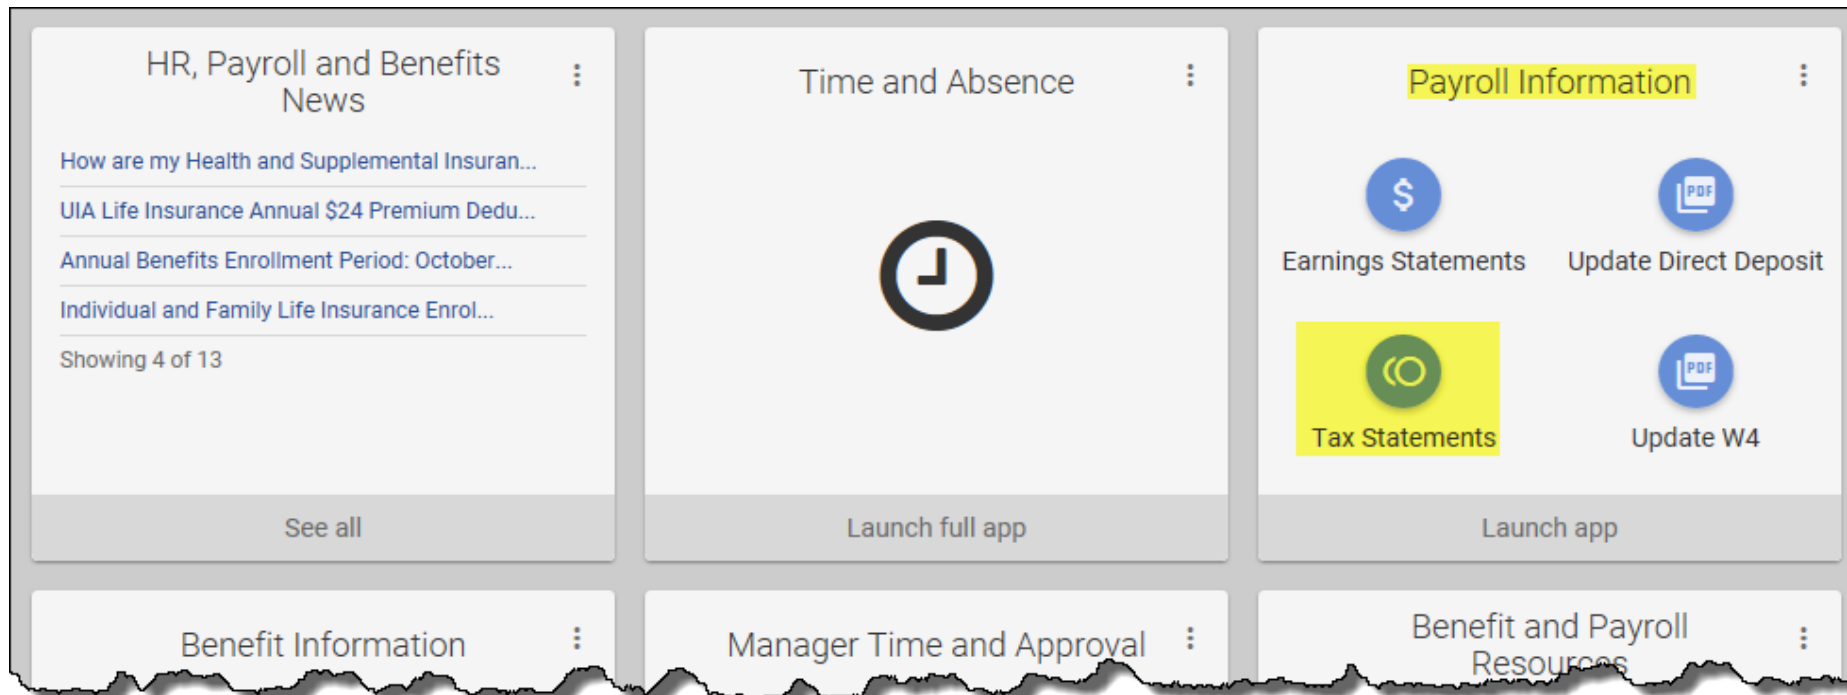 HR, Payroll and Benefits
News
How are my Health and Supplemental Insuran...
UIA Life Insurance Annual $24 Premium Dedu...
Annual Benefits Enrollment Period: October...
Individual and Family Life Insurance Enrol...
Showing 4 of 13
See all
Time and Absence
Launch full app
Payroll Information
$
PDF
Earnings Statements
Update Direct Deposit
PDF
Tax Statements
Update W4
Launch app
Benefit Information
Manager Time and Approval
Benefit and Payroll
Resources